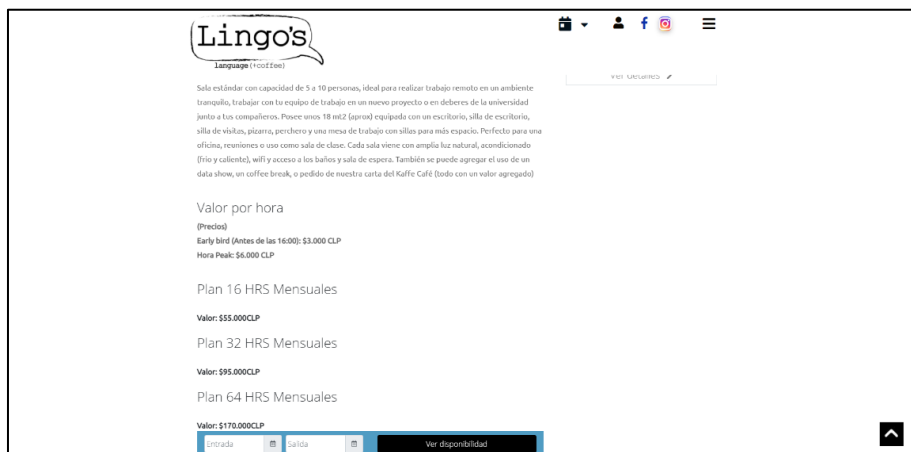 Lingo's
language (+coffee)
Ver detalles
Sala estándar con capacidad de 5 a 10 personas, ideal para realizar trabajo remoto en un ambiente
tranquilo, trabajar con tu equipo de trabajo en un nuevo proyecto o en deberes de la universidad
junto a tus compañeros. Posee unos 18 mt2 (aprox) equipada con un escritorio, silla de escritorio,
silla de visitas, pizarra, perchero y una mesa de trabajo con sillas para más espacio. Perfecto para una
oficina, reuniones o uso como sala de clase. Cada sala viene con amplia luz natural, acondicionado
(frio y caliente), wifi y acceso a los baños y sala de espera. También se puede agregar el uso de un
data show, un coffee break, o pedido de nuestra carta del Kaffe Café (todo con un valor agregado)
Valor por hora
(Precios)
Early bird (Antes de las 16:00): $3.000 CLP
Hora Peak: $6.000 CLP
Plan 16 HRS Mensuales
Valor: $55.000CLP
Plan 32 HRS Mensuales
Valor: $95.000CLP
Plan 64 HRS Mensuales
Valor: $170.000CLP
Entrada
Salida
Ver disponibilidad